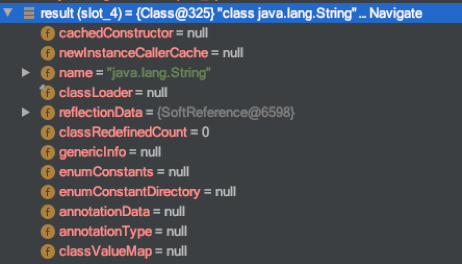 result (slot_4) = {Class@325} "class java.lang.String"... Navigate
f cachedConstructor = null
f newInstanceCallerCache = null
f name = "java.lang.String"
f classLoader = null
f reflectionData = {SoftReference@6598}
f classRedefinedCount = 0
f genericInfo = null
f enumConstants = null
f enumConstantDirectory = null
f annotationData = null
f annotationType = null
f classValueMap = null